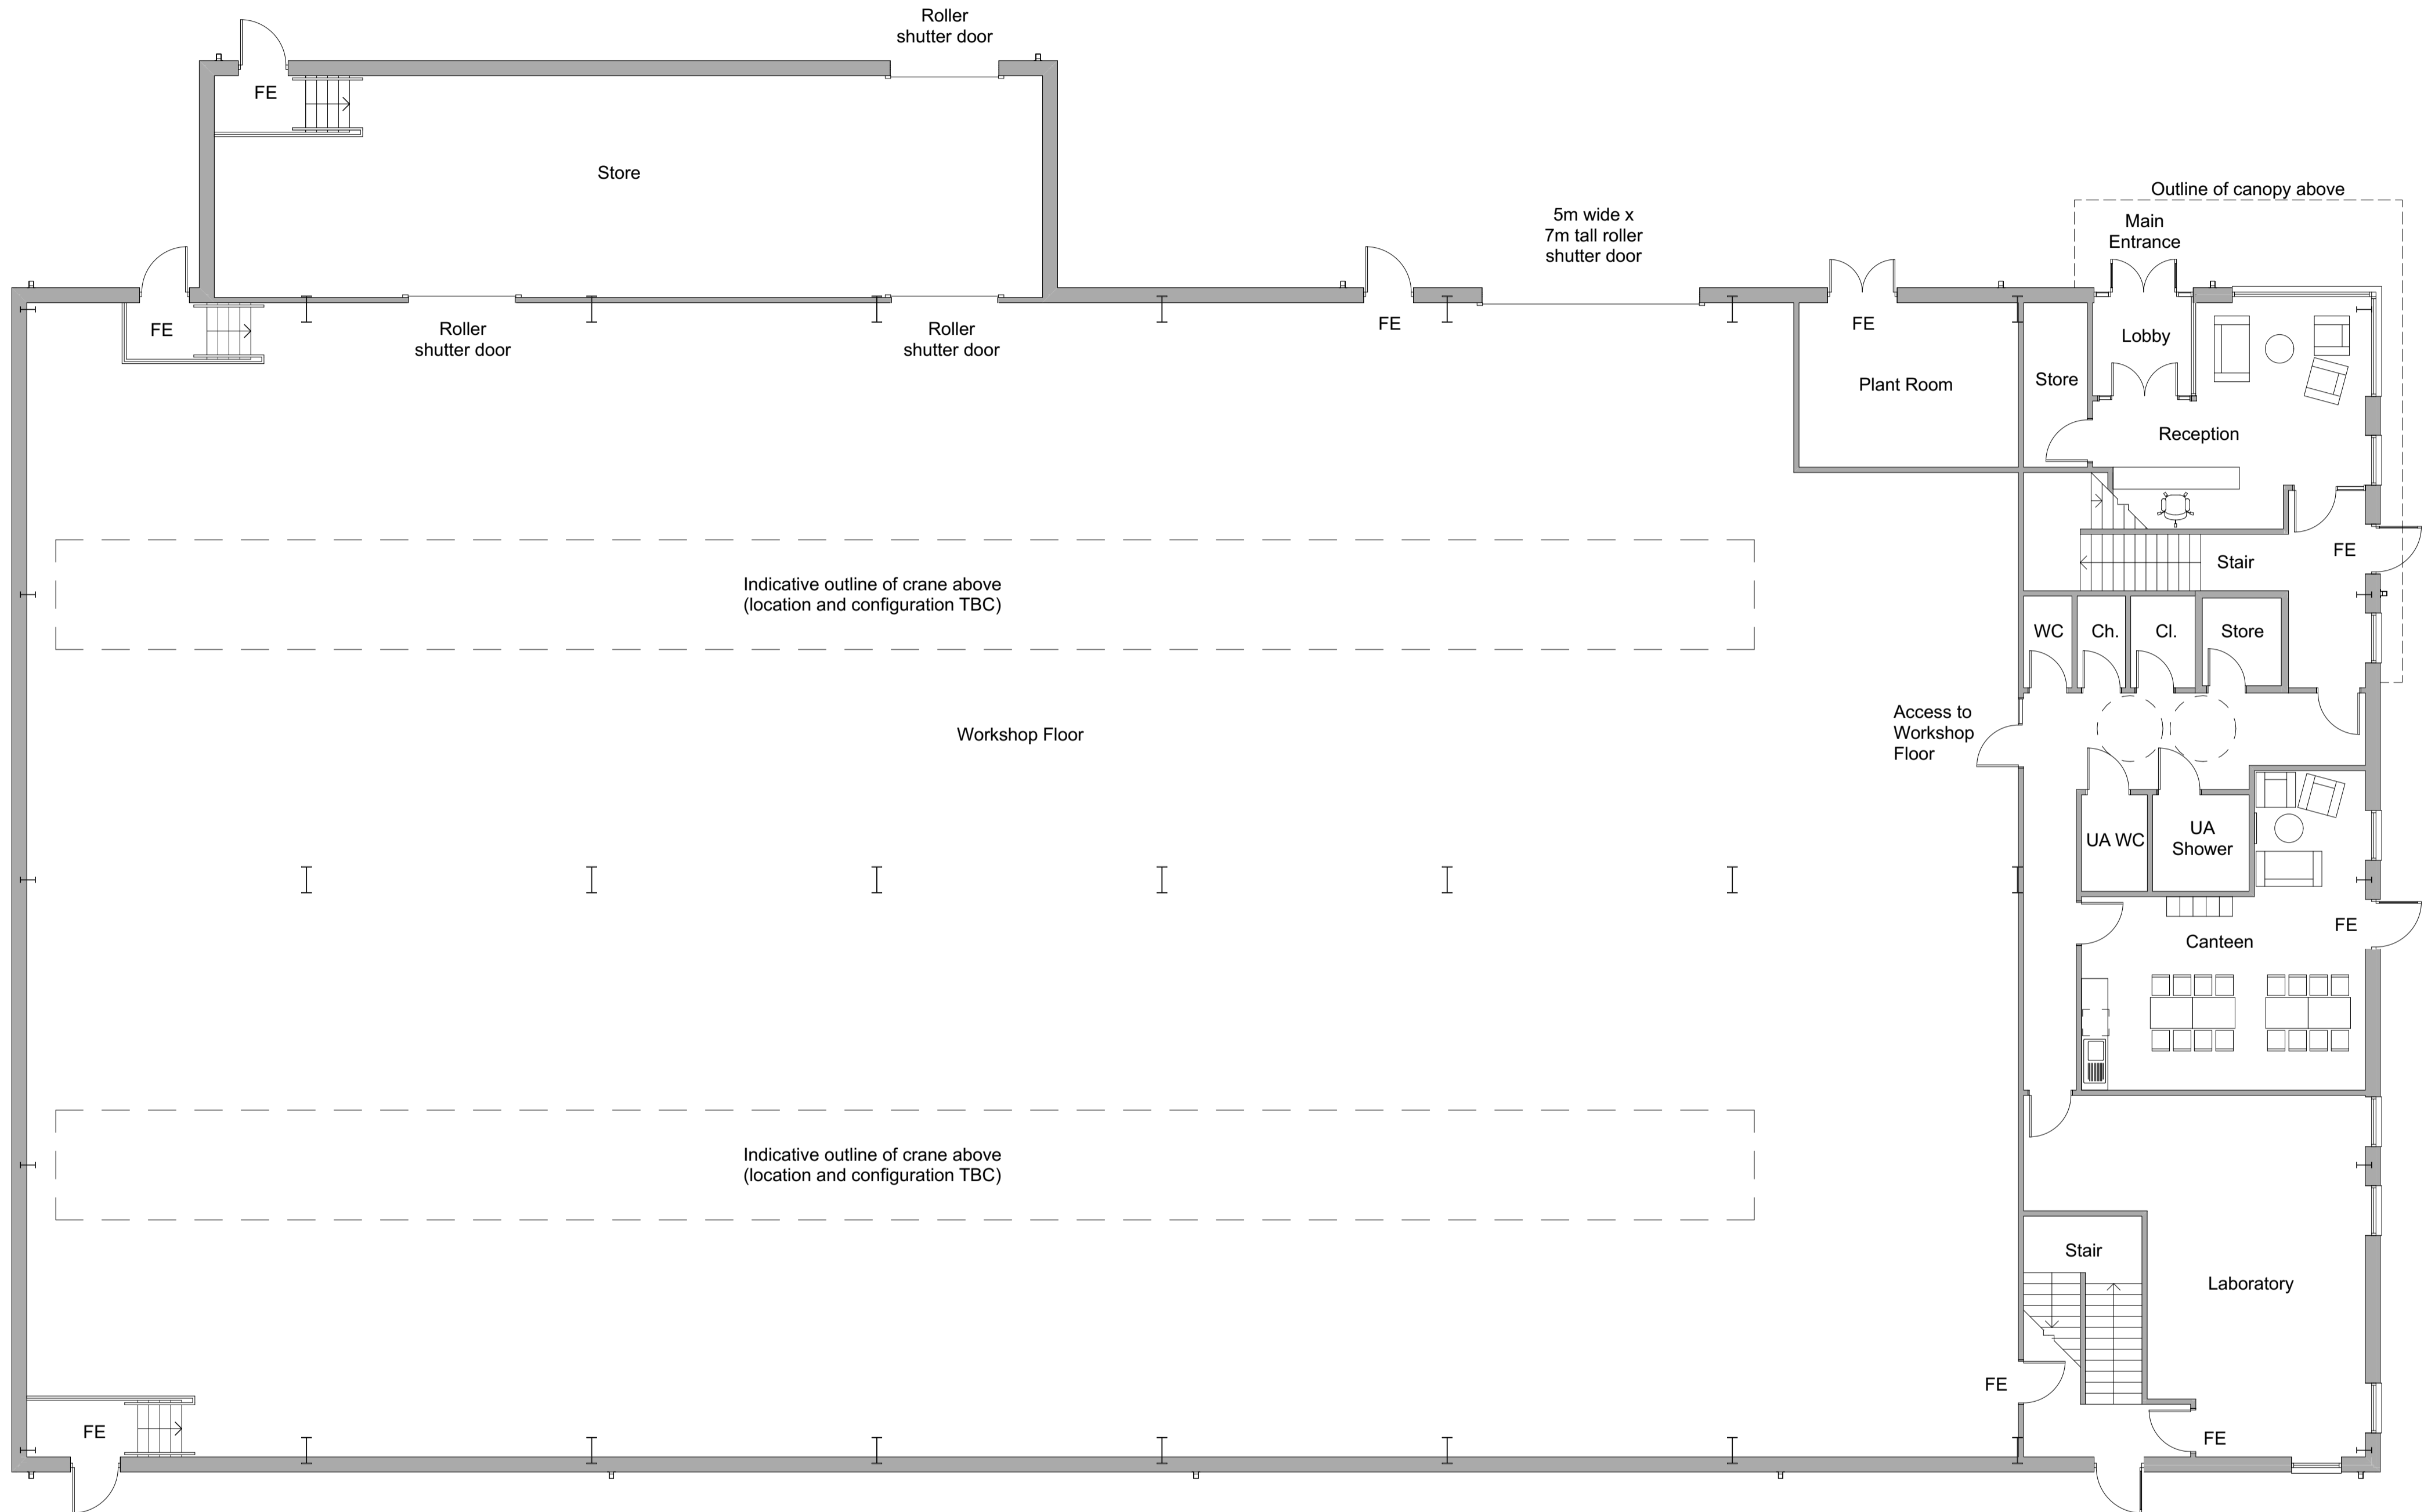 Roller
shutter door
FE
Store
Outline of canopy above
Main
Entrance
5m wide x
7m tall roller
shutter door
FE
Roller
shutter door
Roller
shutter door
FE
FE
Lobby
Plant Room
Store
Reception
FE
Stair
Indicative outline of crane above
(location and configuration TBC)
WC
Ch.
Cl.
Store
Workshop Floor
Access to
Workshop
Floor
UA WC
UA
Shower
FE
Canteen
Indicative outline of crane above
(location and configuration TBC)
Stair
Laboratory
FE
FE
FE